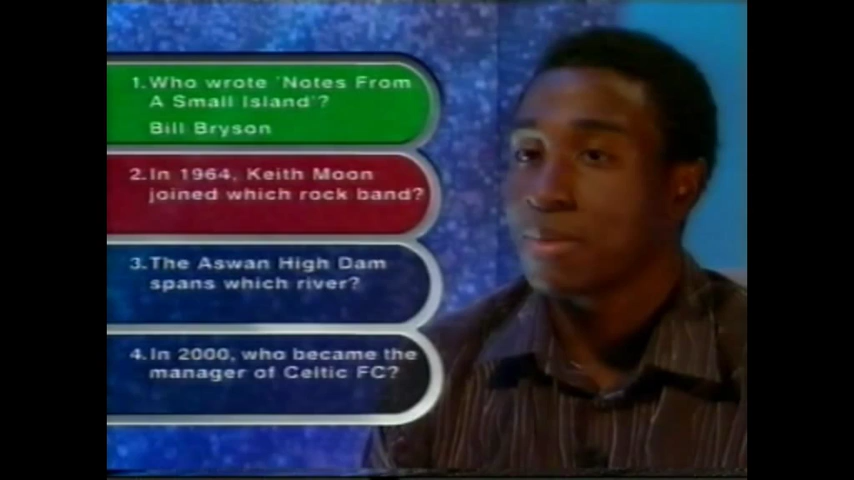 1. Who wrote 'Notes From
A Small Island'?
Bill Bryson
2. In 1964, Keith Moon
joined which rock band?
3. The Aswan High Dam
spans which river?
4. In 2000, who became the
manager of Celtic FC?